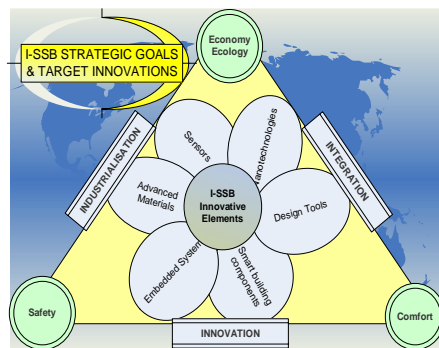 I-SSB STRATEGIC GOALS
& TARGET INNOVATIONS
Economy
Ecology
INDUSTRIALISATION
INTEGRATION
Sensors
Nanotechnologies
Advanced
Materials
I-SSB
Innovative
Elements
Design Tools
Embedded System
Smart building
components
Safety
Comfort
INNOVATION